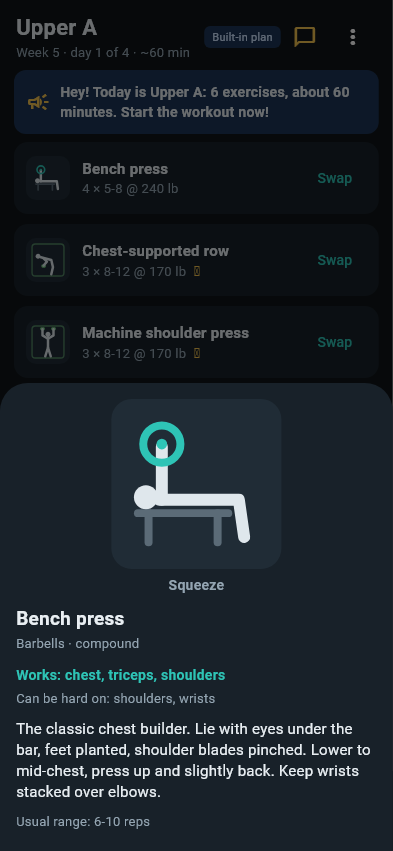 Upper A
Week 5 · day 1 of 4 · ~60 min
Built-in plan
Hey! Today is Upper A: 6 exercises, about 60
minutes. Start the workout now!
Bench press
4 × 5-8 @ 240 lb
Swap
Chest-supported row
3 × 8-12 @ 170 lb
Swap
Machine shoulder press
3 × 8-12 @ 170 lb
Swap
Squeeze
Bench press
Barbells · compound
Works: chest, triceps, shoulders
Can be hard on: shoulders, wrists
The classic chest builder. Lie with eyes under the
bar, feet planted, shoulder blades pinched. Lower to
mid-chest, press up and slightly back. Keep wrists
stacked over elbows.
Usual range: 6-10 reps